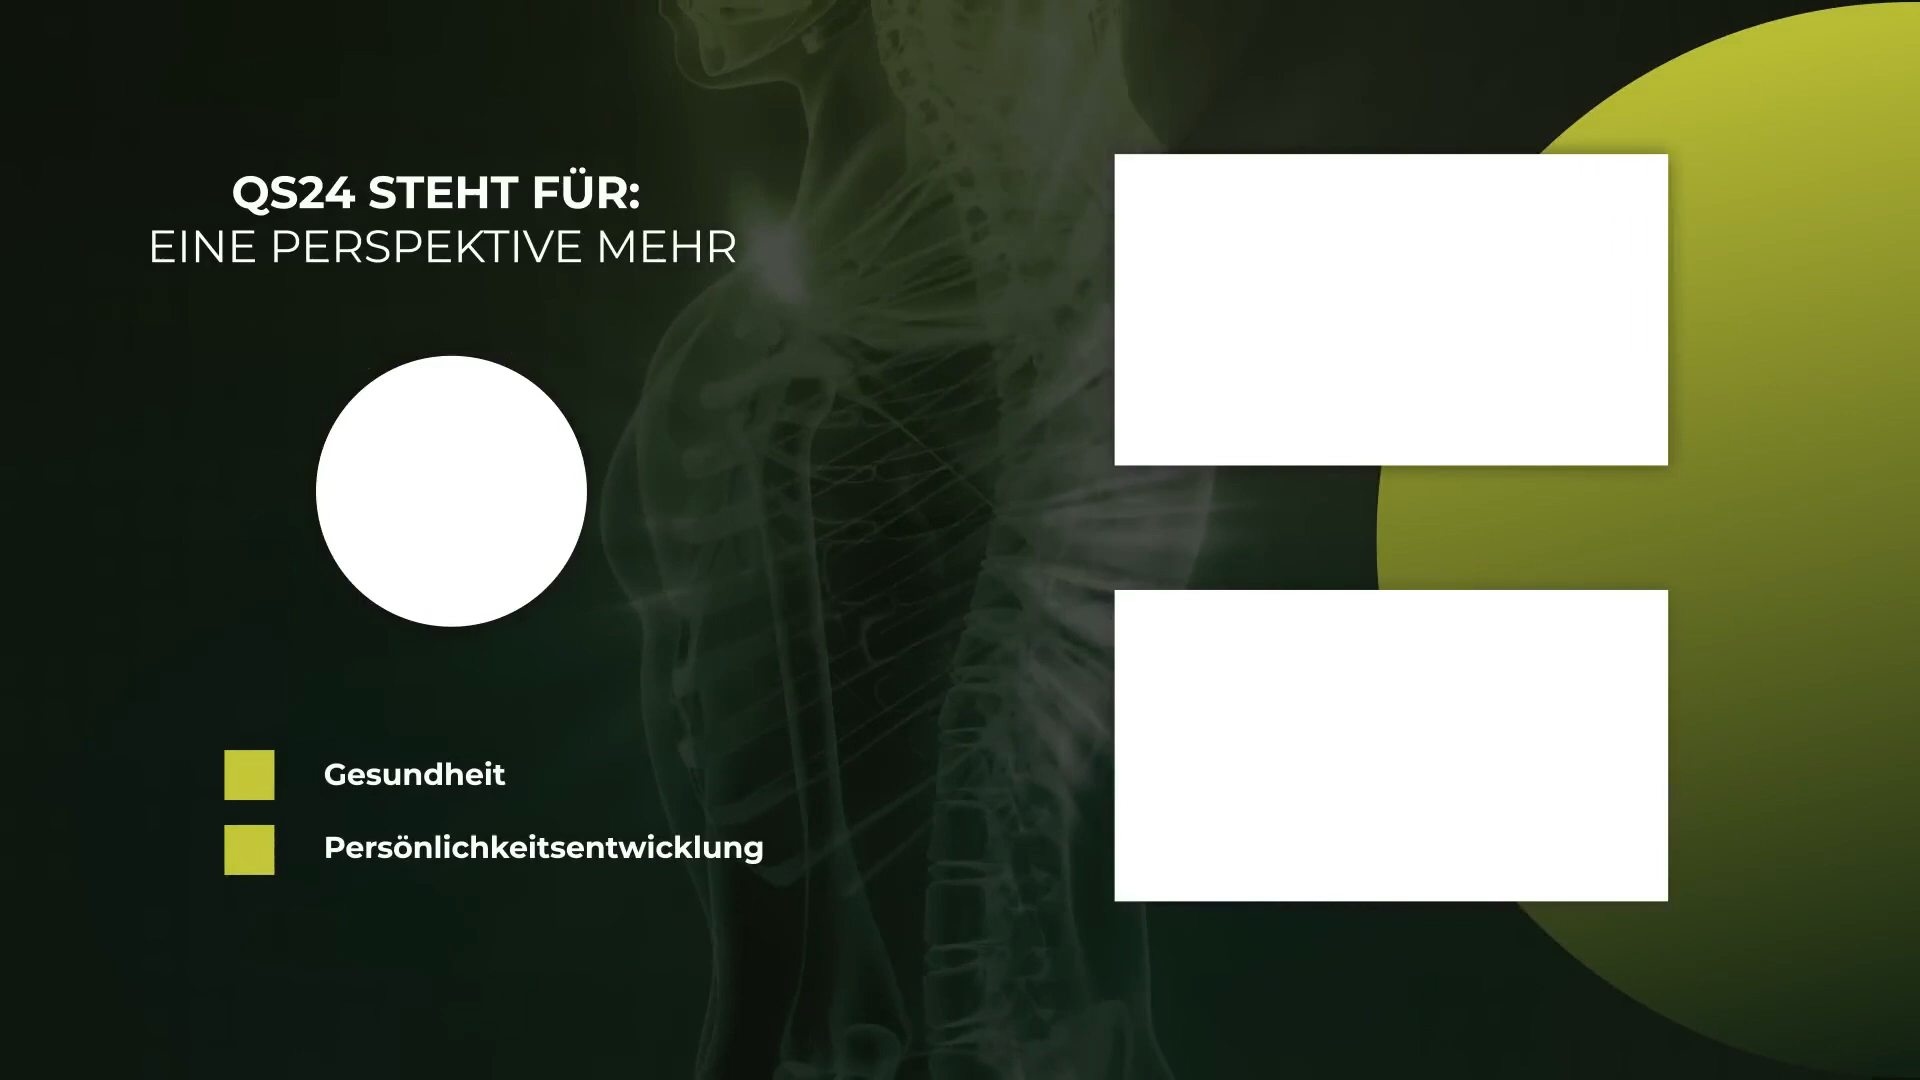 QS24 STEHT FÜR:
EINE PERSPEKTIVE MEHR
Gesundheit
Persönlichkeitsentwicklung